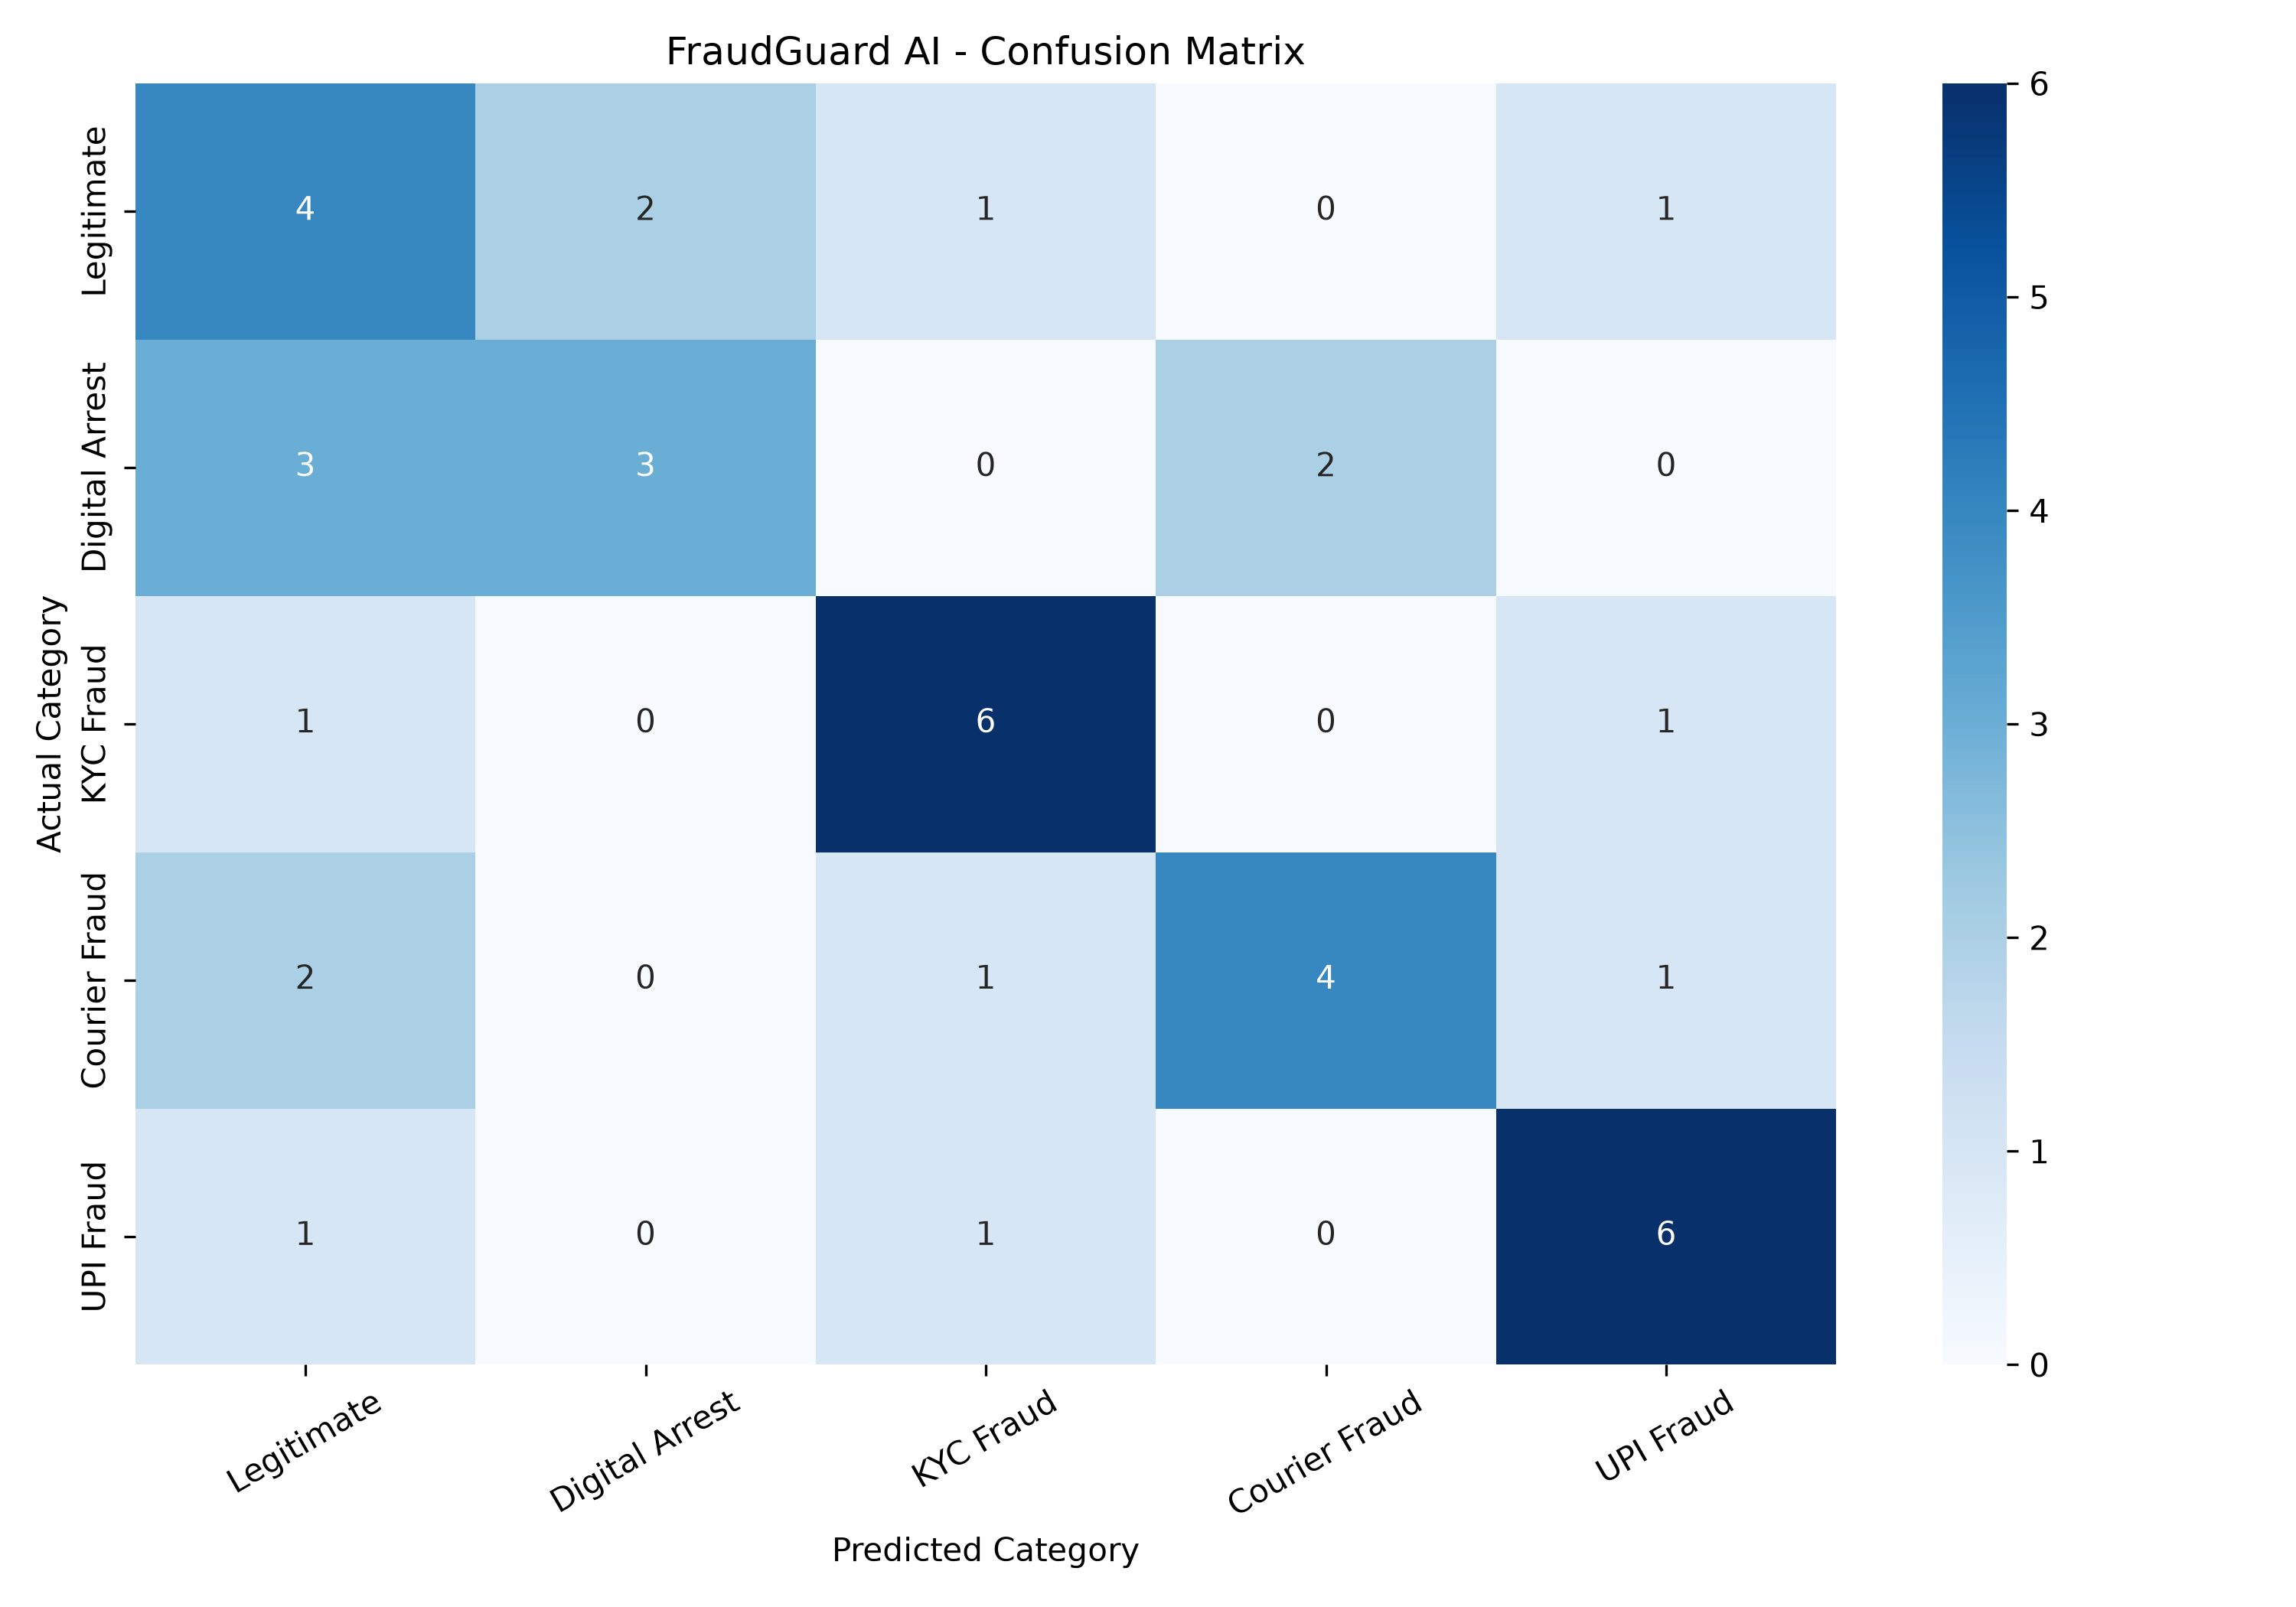 FraudGuard AI - Confusion Matrix
Actual Category
Legitimate
4 2 1 0 1
Digital Arrest
3 3 0 2 0
KYC Fraud
1 0 6 0 1
Courier Fraud
2 0 1 4 1
UPI Fraud
1 0 1 0 6
Legitimate
Digital Arrest
KYC Fraud
Courier Fraud
UPI Fraud
Predicted Category
6
5
4
3
2
1
0